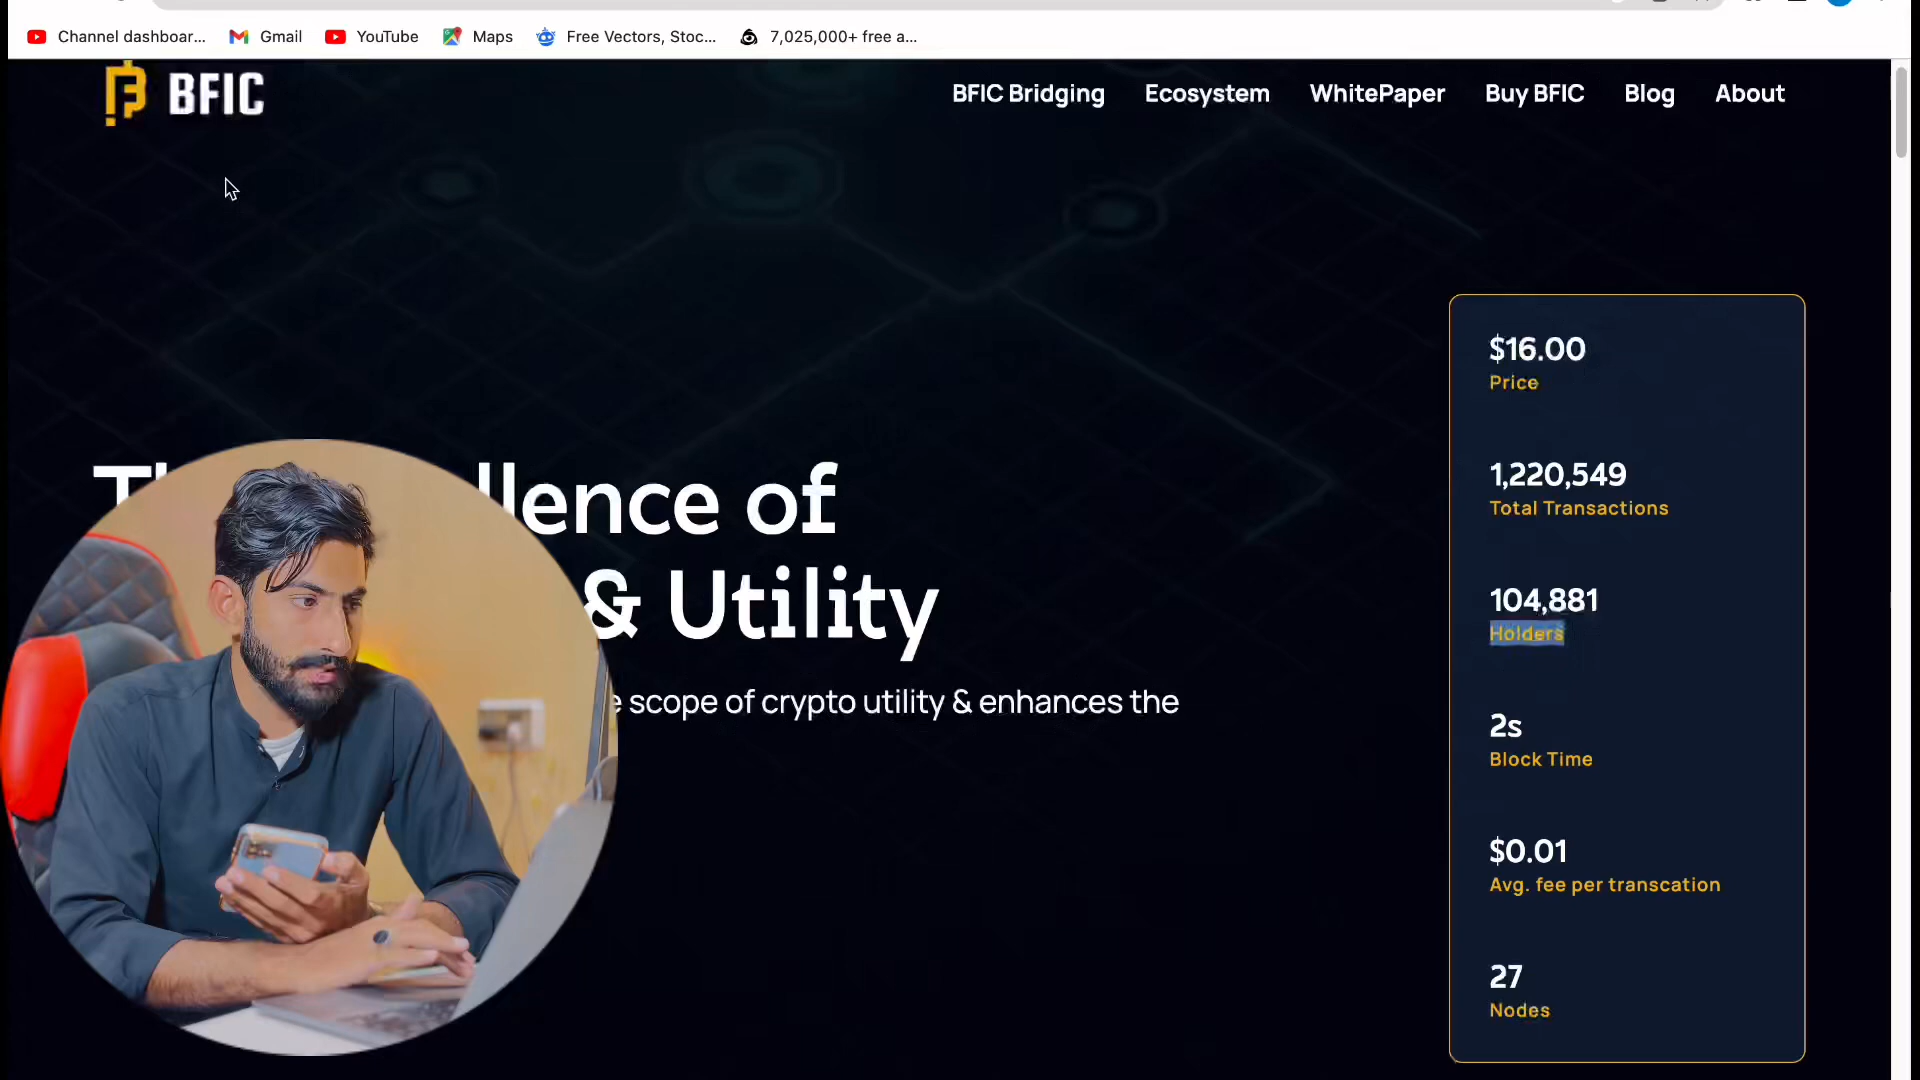 Channel dashboar...
Gmail
YouTube
Maps
Free Vectors, Stoc...
7,025,000+ free a...
BFIC
BFIC Bridging
Ecosystem
WhitePaper
Buy BFIC
Blog
About
$16.00
Price
1,220,549
Total Transactions
104,881
Holders
2s
Block Time
$0.01
Avg. fee per transcation
27
Nodes
of
& Utility
scope of crypto utility & enhances the